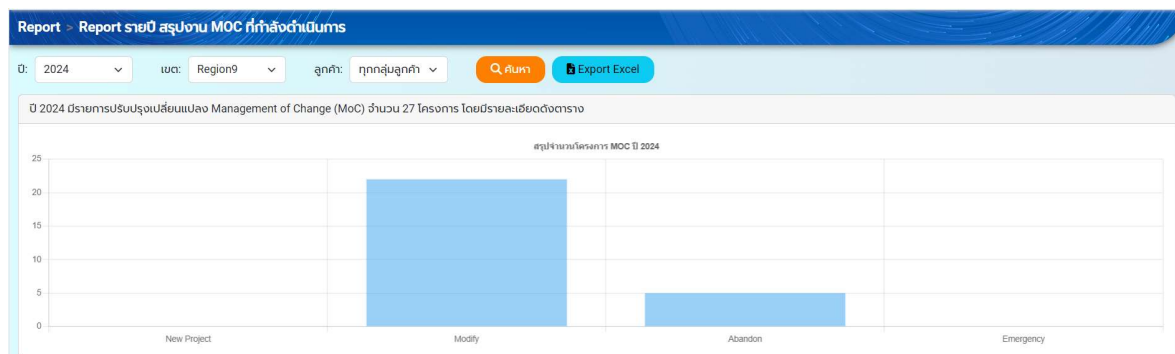 Report > Report รายปี สรุปงาน MOC ที่กำลังดำเนินการ
ปี: 2024 เขต: Region9 ลูกค้า: ทุกกลุ่มลูกค้า ค้นหา Export Excel
ปี 2024 มีรายการปรับปรุงเปลี่ยนแปลง Management of Change (MoC) จำนวน 27 โครงการ โดยมีรายละเอียดดังตาราง
สรุปจำนวนโครงการ MOC ปี 2024
25
20
15
10
5
0
New Project Modify Abandon Emergency